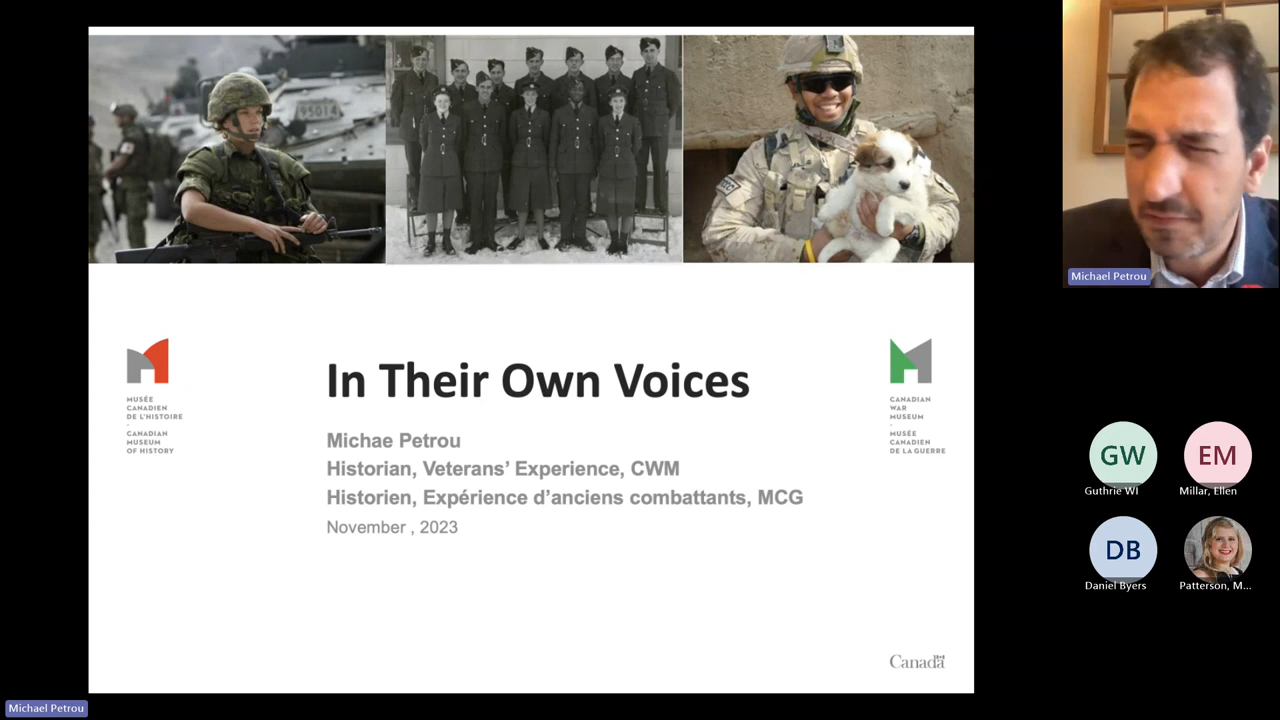 95014
MUSÉE
CANADIEN
DE L'HISTOIRE
CANADIAN
MUSEUM
OF HISTORY
In Their Own Voices
Michae Petrou
Historian, Veterans' Experience, CWM
Historien, Expérience d'anciens combattants, MCG
November , 2023
CANADIAN
WAR
MUSEUM
MUSÉE
CANADIEN
DE LA GUERRE
Canada
Michael Petrou
GW
Guthrie WI
EM
Millar, Ellen
DB
Daniel Byers
Patterson, M...
Michael Petrou